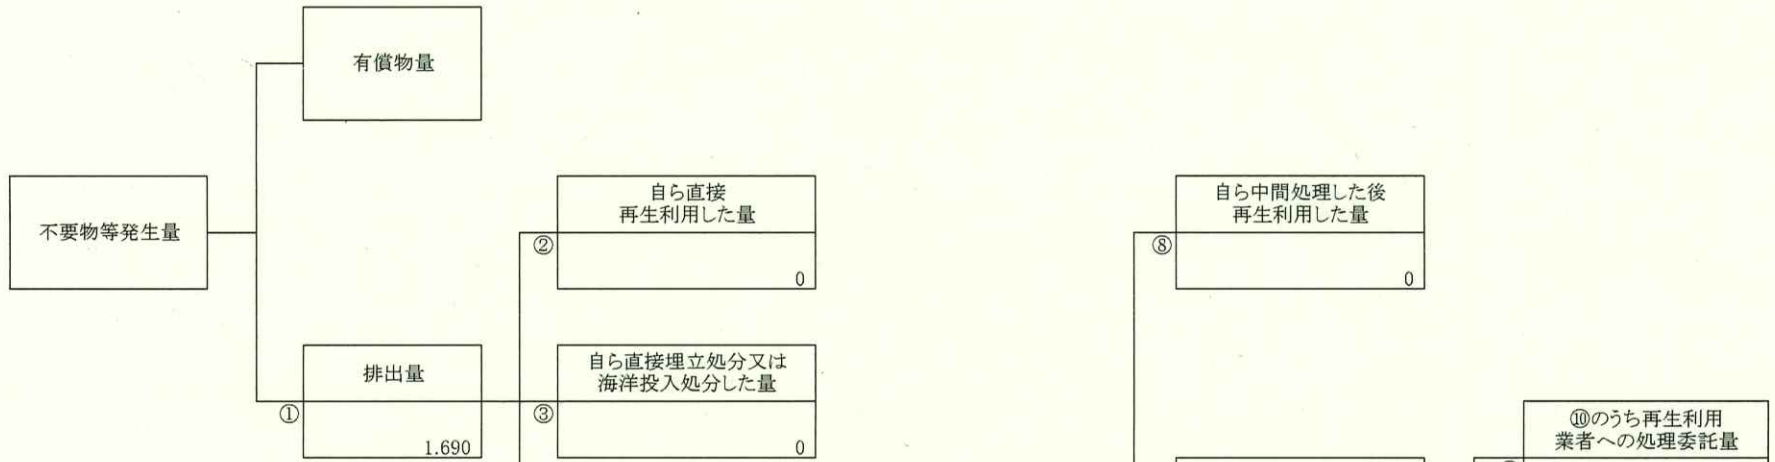 有償物量
不要物等発生量
自ら直接
再生利用した量
②
0
自ら中間処理した後
再生利用した量
⑧
0
排出量
①
1.690
自ら直接埋立処分又は
海洋投入処分した量
③
0
⑩のうち再生利用
業者への処理委託量